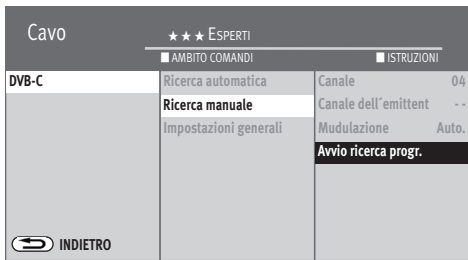 Cavo
★★★ ESPERTI
AMBITO COMANDI
ISTRUZIONI
DVB-C
Ricerca automatica
Canale 04
Ricerca manuale
Canale dell´emittent - -
Impostazioni generali
Mudulazione Auto.
Avvio ricerca progr.
INDIETRO